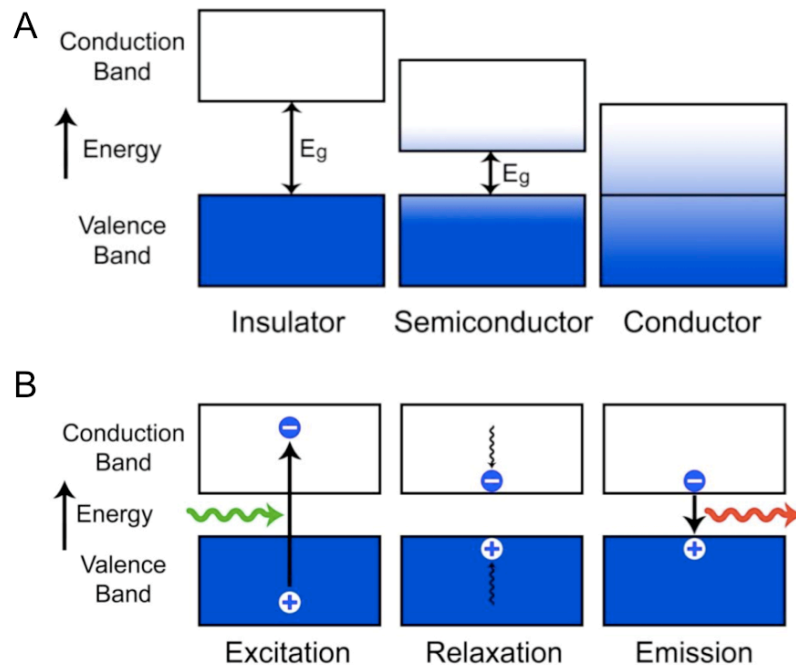 A
Conduction
Band
Energy
Eg
Eg
Valence
Band
Insulator
Semiconductor
Conductor
B
Conduction
Band
Energy
Valence
Band
Excitation
Relaxation
Emission